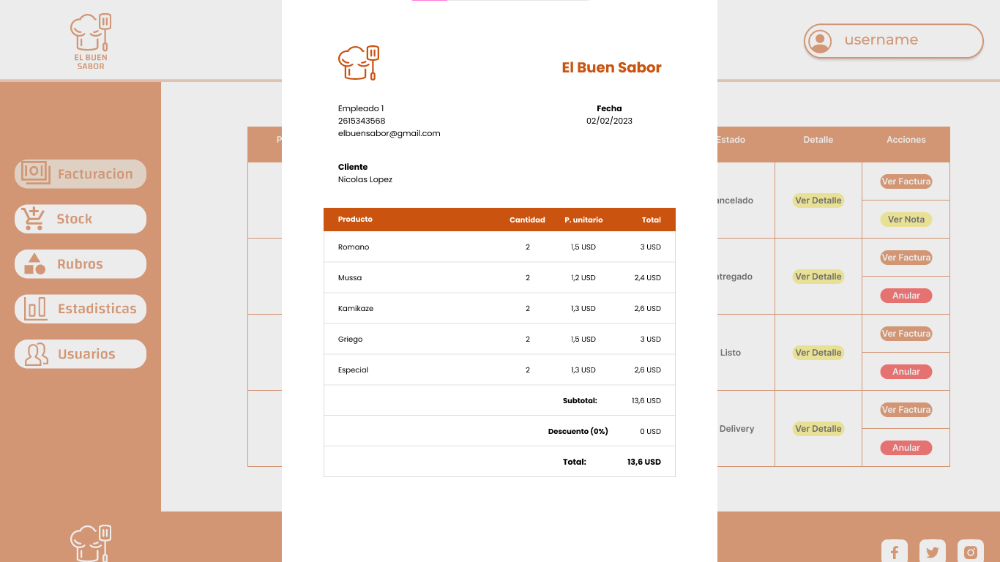 EL BUEN
SABOR
username
Facturacion
Stock
Rubros
Estadisticas
Usuarios
El Buen Sabor
Empleado 1
2615343568
elbuensabor@gmail.com
Fecha
02/02/2023
Cliente
Nicolas Lopez
Producto Cantidad P. unitario Total
Romano 2 1,5 USD 3 USD
Mussa 2 1,2 USD 2,4 USD
Kamikaze 2 1,3 USD 2,6 USD
Griego 2 1,5 USD 3 USD
Especial 2 1,3 USD 2,6 USD
Subtotal: 13,6 USD
Descuento (0%) 0 USD
Total: 13,6 USD
P
Estado Detalle Acciones
ancelado Ver Detalle Ver Factura
Ver Nota
ntregado Ver Detalle Ver Factura
Anular
Listo Ver Detalle Ver Factura
Anular
Delivery Ver Detalle Ver Factura
Anular